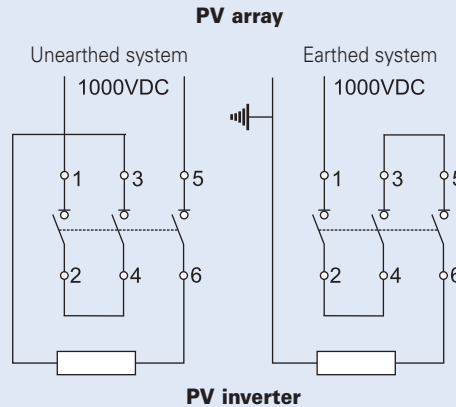 PV array
Unearthed system Earthed system
1000VDC 1000VDC
1 3 5 1 3 5
2 4 6 2 4 6
PV inverter